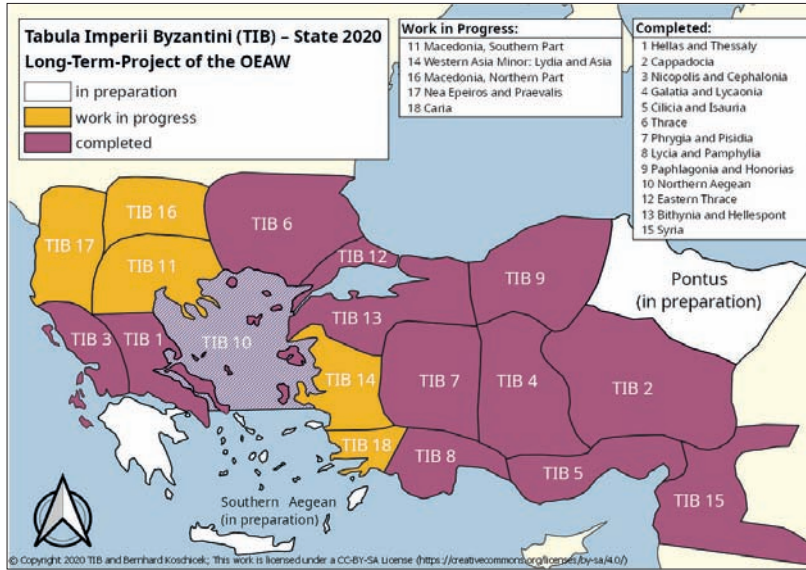 Tabula Imperii Byzantini (TIB) – State 2020
Long-Term-Project of the OEAW
in preparation
work in progress
completed
Work in Progress:
11 Macedonia, Southern Part
14 Western Asia Minor: Lydia and Asia
16 Macedonia, Northern Part
17 Nea Epeiros and Praevalis
18 Caria
Completed:
1 Hellas and Thessaly
2 Cappadocia
3 Nicopolis and Cephalonia
4 Galatia and Lycaonia
5 Cilicia and Isauria
6 Thrace
7 Phrygia and Pisidia
8 Lycia and Pamphylia
9 Paphlagonia and Honorias
10 Northern Aegean
12 Eastern Thrace
13 Bithynia and Hellespont
15 Syria
TIB 16
TIB 6
TIB 17
TIB 12
TIB 11
TIB 9
Pontus
(in preparation)
TIB 13
TIB 3
TIB 1
TIB 10
TIB 14
TIB 7
TIB 4
TIB 2
TIB 18
TIB 8
TIB 5
TIB 15
Southern Aegean
(in preparation)
© Copyright 2020 TIB and Bernhard Koschicek; This work is licensed under a CC-BY-SA License (https://creativecommons.org/licenses/by-sa/4.0/)